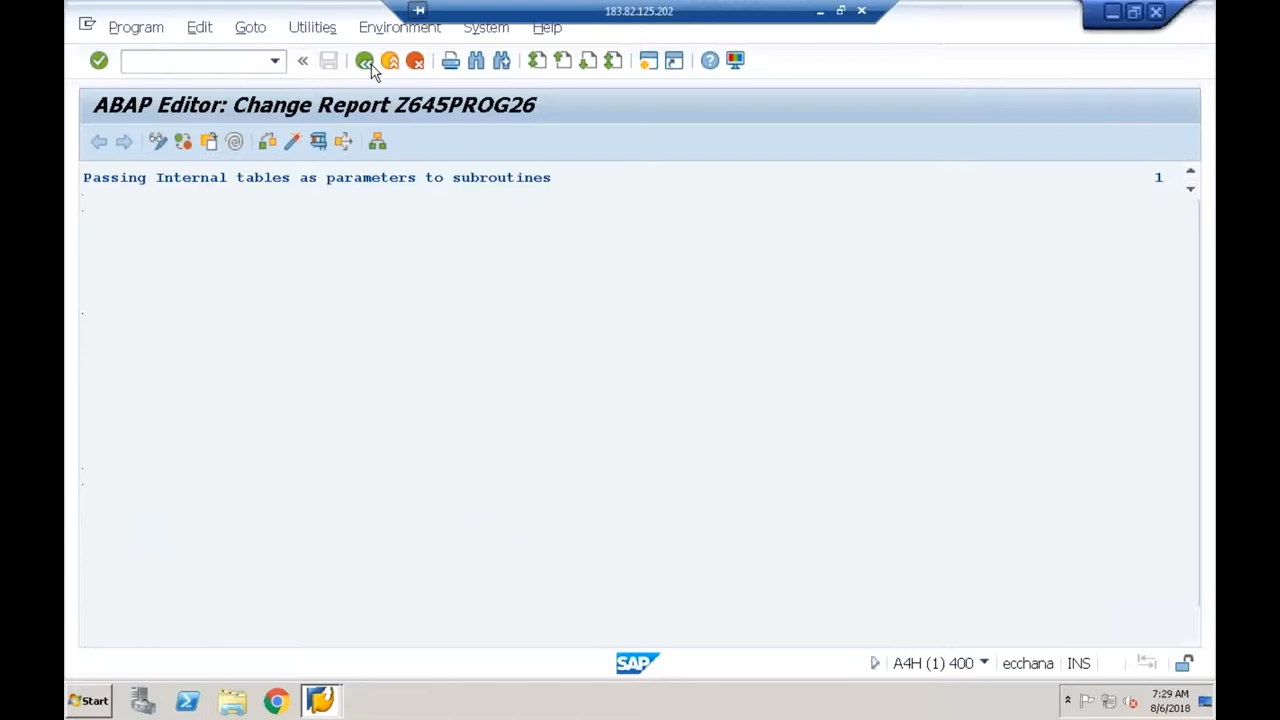 183.82.125.202
Program Edit Goto Utilities Environment System Help
ABAP Editor: Change Report Z645PROG26
Passing Internal tables as parameters to subroutines 1
SAP A4H (1) 400 ecchana INS
Start 7:29 AM
8/6/2018